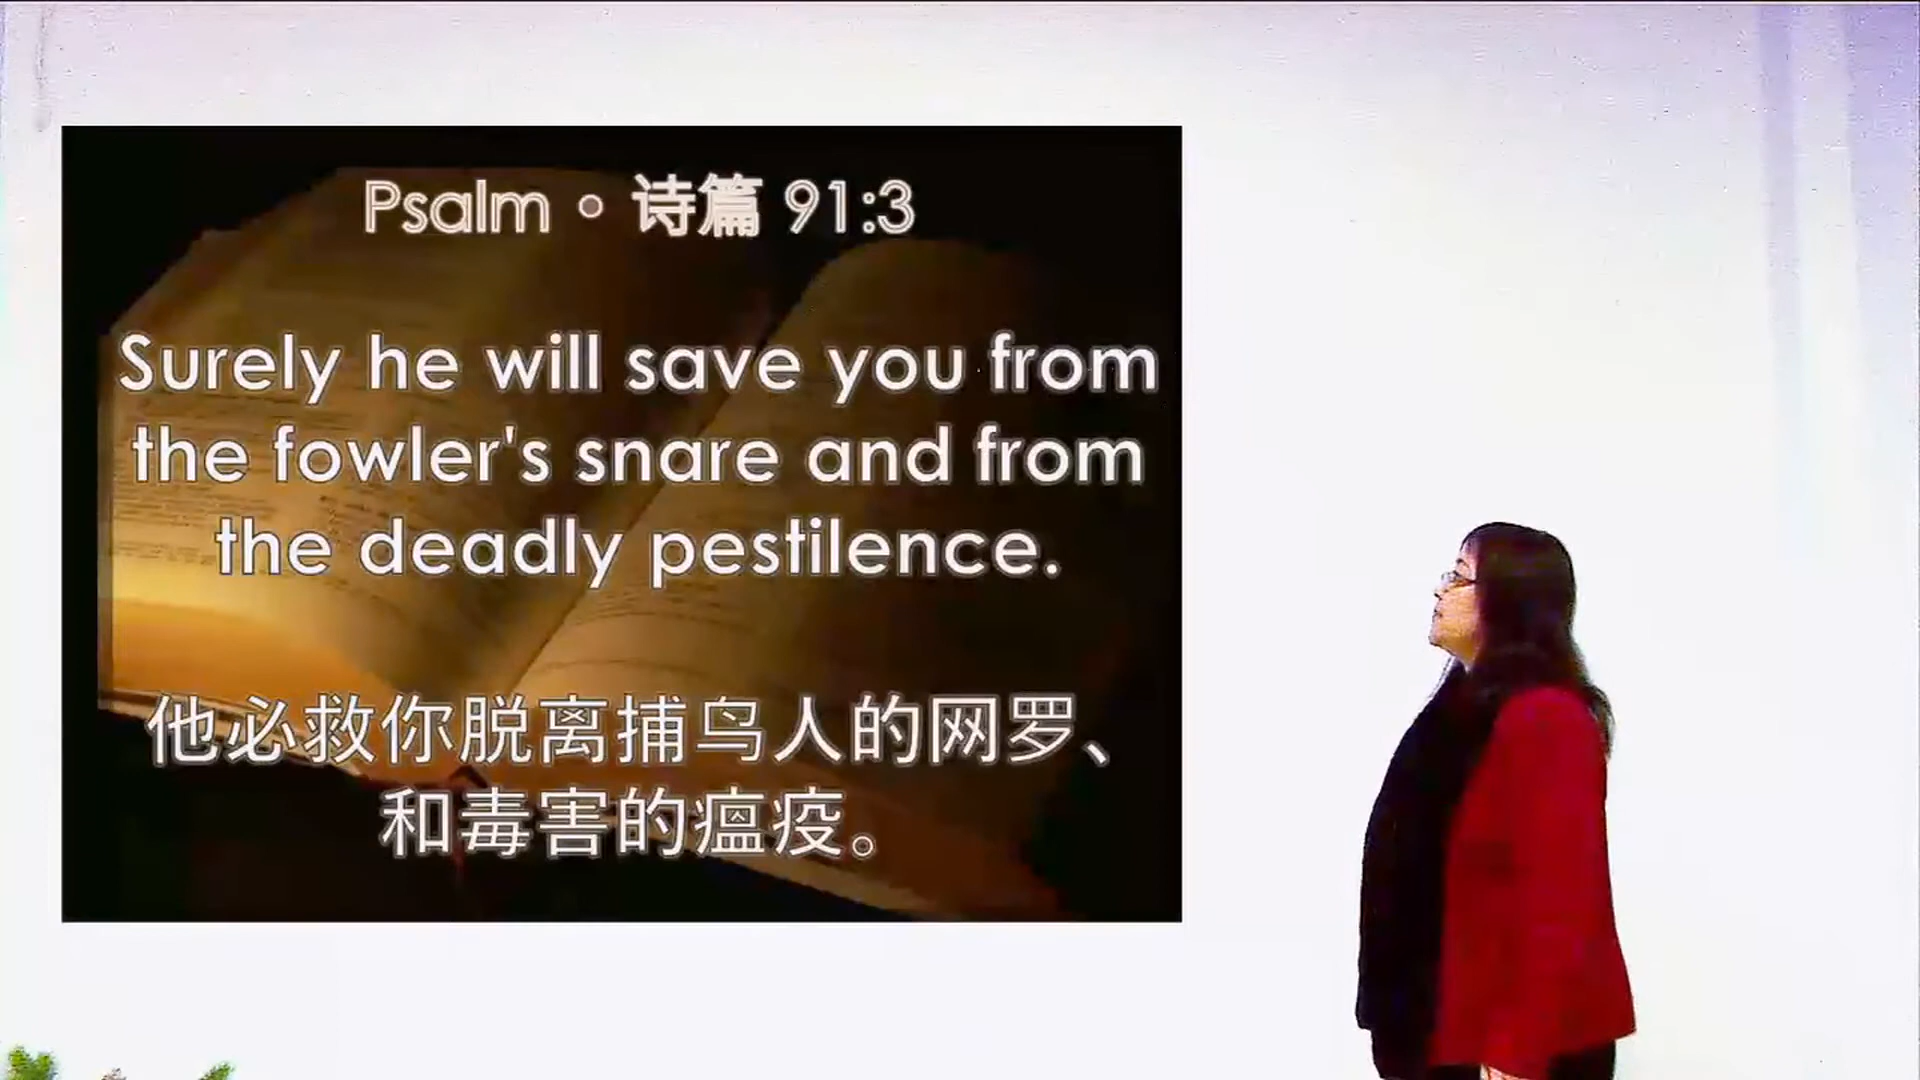 Psalm • 诗篇 91:3
Surely he will save you from
the fowler's snare and from
the deadly pestilence.
他必救你脱离捕鸟人的网罗、
和毒害的瘟疫。